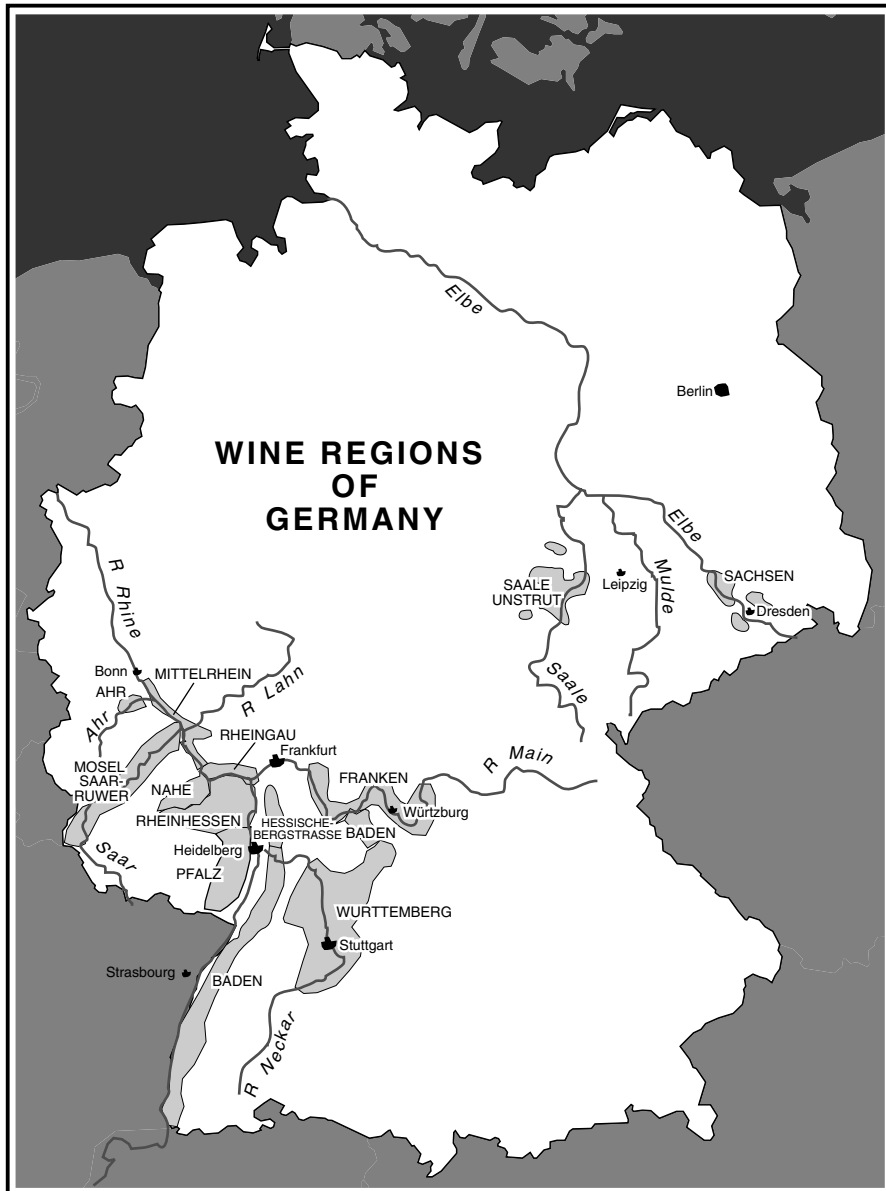 Elbe
Berlin
WINE REGIONS
OF
GERMANY
Elbe
R Rhine
Mulde
SACHSEN
SAALE
UNSTRUT
Leipzig
Dresden
Saale
Bonn
MITTELRHEIN
R Lahn
AHR
Ahr
RHEINGAU
Frankfurt
R Main
MOSEL
SAAR-
RUWER
NAHE
FRANKEN
Würtzburg
RHEINHESSEN
HESSISCHE-
BERGSTRASSE
BADEN
Heidelberg
Saar
PFALZ
WURTTEMBERG
Stuttgart
Strasbourg
BADEN
R Neckar